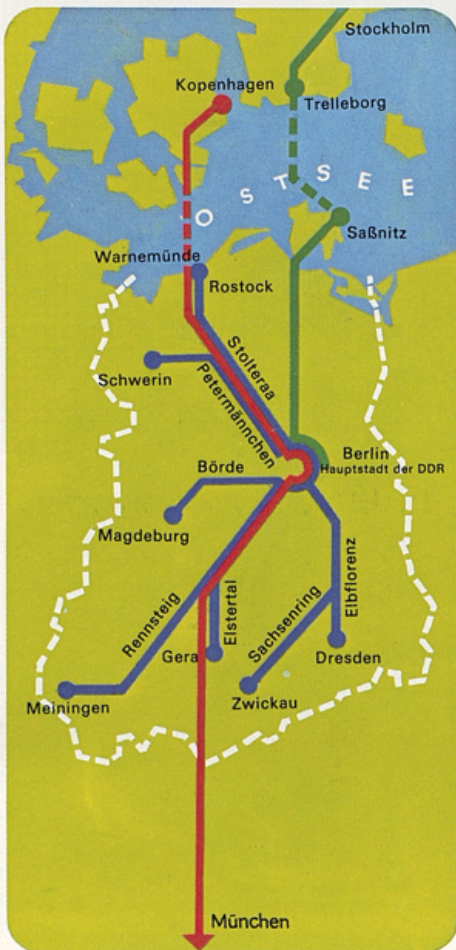 Stockholm
Kopenhagen
Trelleborg
OSTSEE
Saßnitz
Warnemünde
Rostock
Stolteraa
Schwerin
Petermännchen
Berlin
Hauptstadt der DDR
Börde
Magdeburg
Elbflorenz
Rennsteig
Elstertal
Sachsenring
Gera
Dresden
Meiningen
Zwickau
München